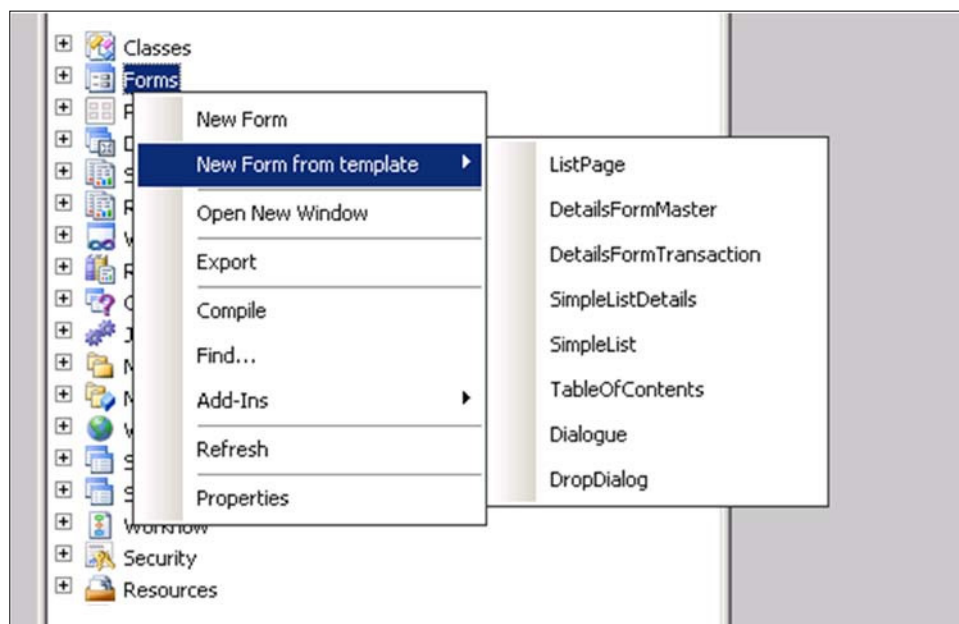 Classes
Forms
New Form
New Form from template
Open New Window
Export
Compile
Find...
Add-Ins
Refresh
Properties
ListPage
DetailsFormMaster
DetailsFormTransaction
SimpleListDetails
SimpleList
TableOfContents
Dialogue
DropDialog
Workflow
Security
Resources